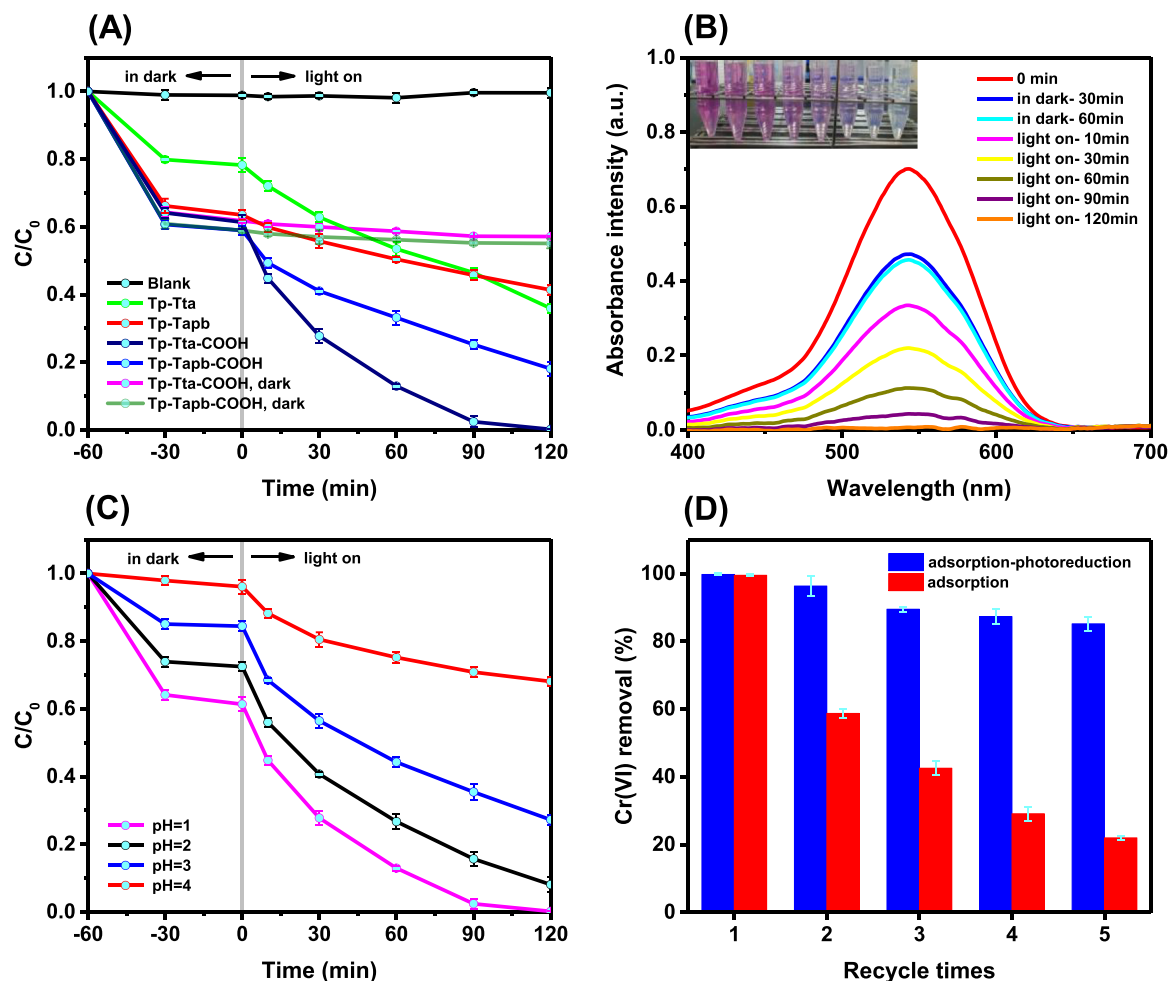 (A)
in dark
light on
1.0
0.8
0.6
0.4
0.2
0.0
C/C0
Blank
Tp-Tta
Tp-Tapb
Tp-Tta-COOH
Tp-Tapb-COOH
Tp-Tta-COOH, dark
Tp-Tapb-COOH, dark
-60 -30 0 30 60 90 120
Time (min)
(B)
1.0
0.8
0.6
0.4
0.2
0.0
Absorbance intensity (a.u.)
0 min
in dark- 30min
in dark- 60min
light on- 10min
light on- 30min
light on- 60min
light on- 90min
light on- 120min
400 500 600 700
Wavelength (nm)
(C)
in dark
light on
1.0
0.8
0.6
0.4
0.2
0.0
C/C0
pH=1
pH=2
pH=3
pH=4
-60 -30 0 30 60 90 120
Time (min)
(D)
100
80
60
40
20
0
Cr(VI) removal (%)
adsorption-photoreduction
adsorption
1 2 3 4 5
Recycle times